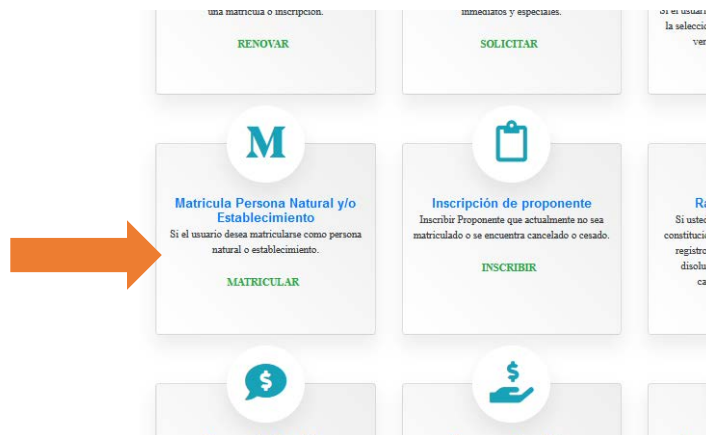 una matrícula o inscripción.
RENOVAR
inmediatos y especiales.
SOLICITAR
Si el usuari
la selecci
ver
M
Matricula Persona Natural y/o
Establecimiento
Si el usuario desea matricularse como persona
natural o establecimiento.
MATRICULAR
Inscripción de proponente
Inscribir Proponente que actualmente no sea
matriculado o se encuentra cancelado o cesado.
INSCRIBIR
Ra
Si usted
constituci
registro
disolu
ca
$
$